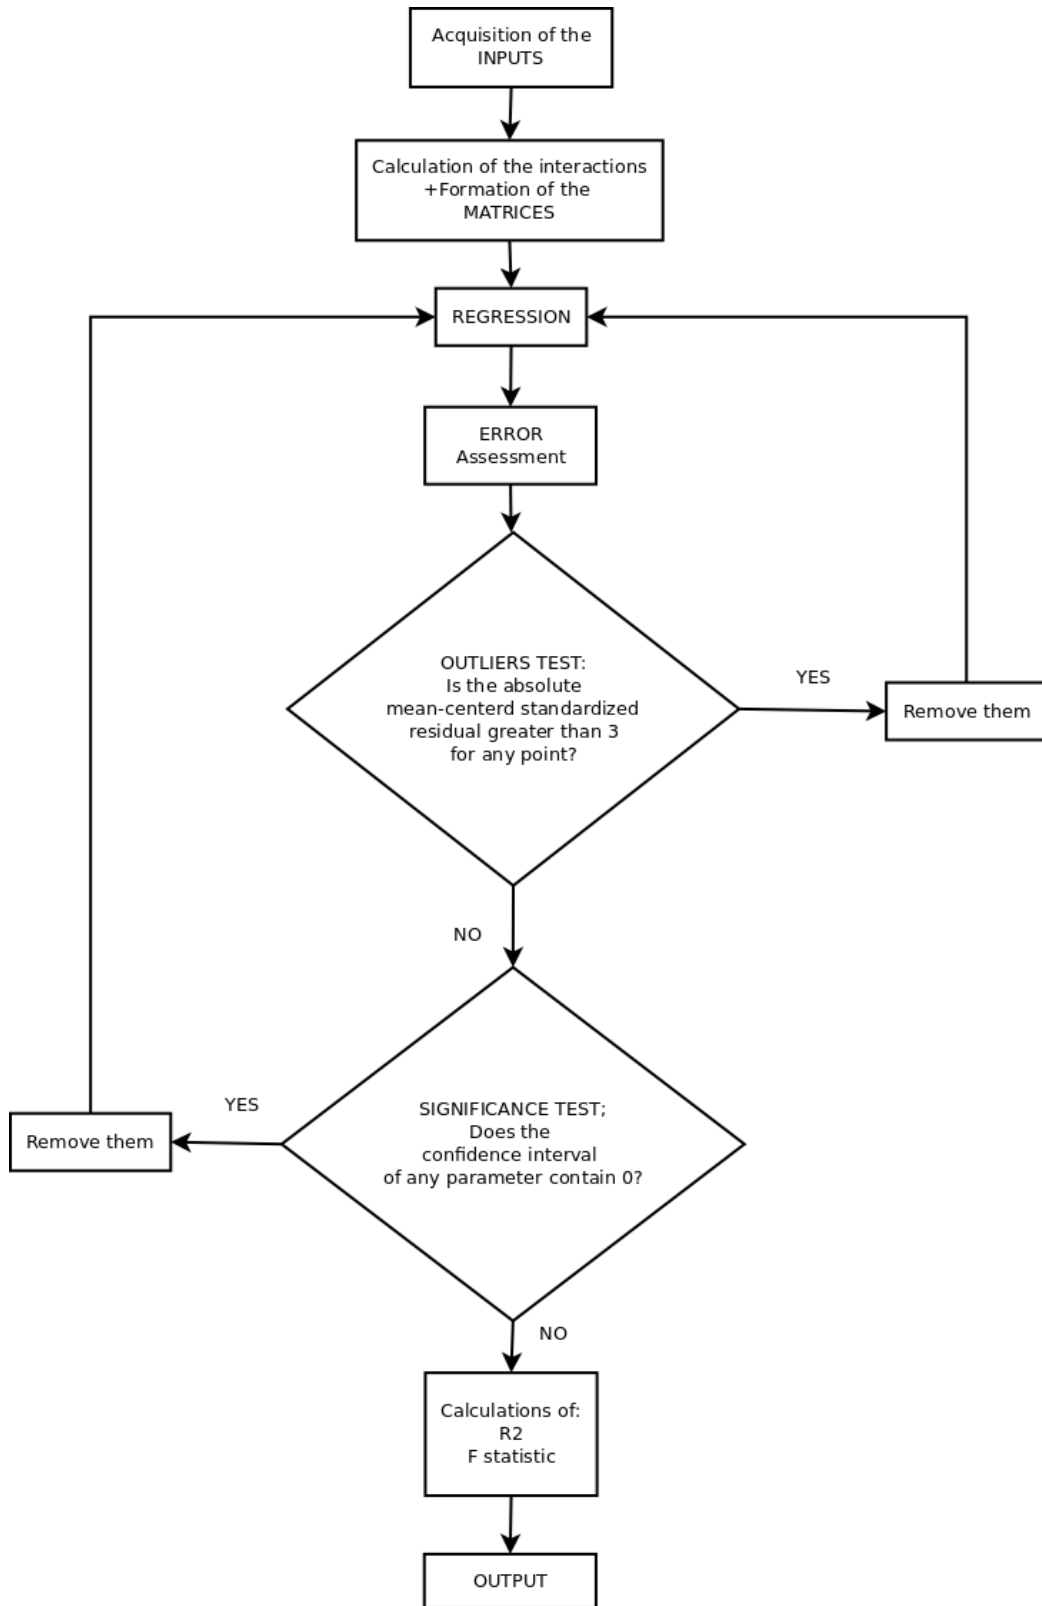 Acquisition of the
INPUTS
Calculation of the interactions
+Formation of the
MATRICES
REGRESSION
ERROR
Assessment
OUTLIERS TEST:
Is the absolute
mean-centerd standardized
residual greater than 3
for any point?
YES
Remove them
NO
SIGNIFICANCE TEST;
Does the
confidence interval
of any parameter contain 0?
YES
Remove them
NO
Calculations of:
R2
F statistic
OUTPUT